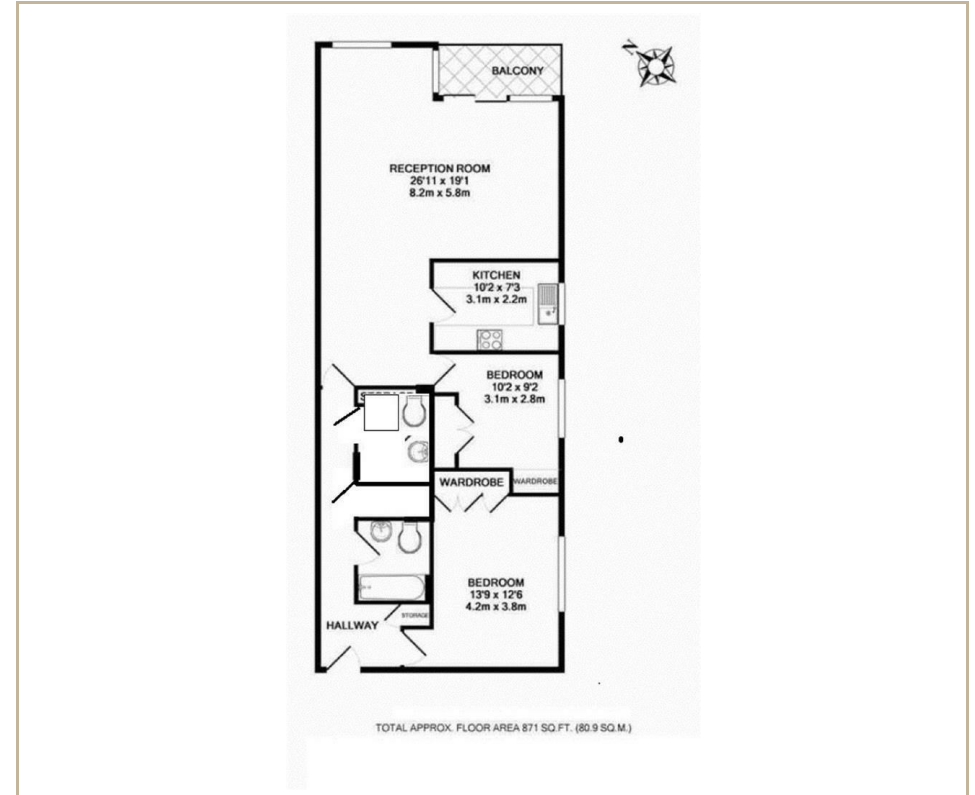 N
BALCONY
RECEPTION ROOM
26'11 x 19'1
8.2m x 5.8m
KITCHEN
10'2 x 7'3
3.1m x 2.2m
BEDROOM
10'2 x 9'2
3.1m x 2.8m
WARDROBE
WARDROBE
BEDROOM
13'9 x 12'6
4.2m x 3.8m
STORAGE
HALLWAY
TOTAL APPROX. FLOOR AREA 871 SQ.FT. (80.9 SQ.M.)